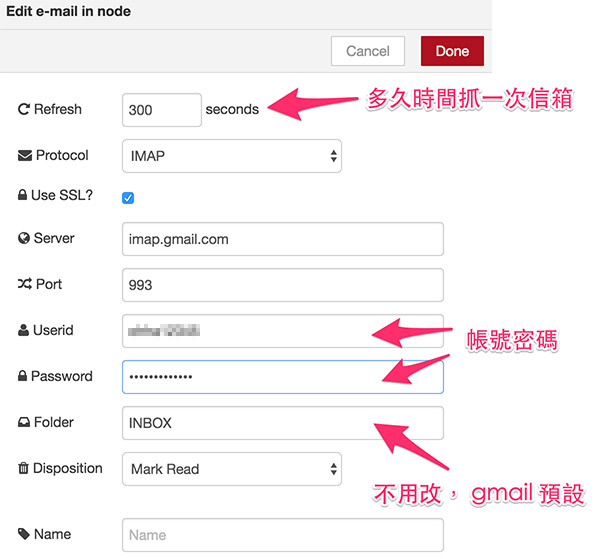 Edit e-mail in node
Cancel
Done
Refresh
300
seconds
多久時間抓一次信箱
Protocol
IMAP
Use SSL?
Server
imap.gmail.com
Port
993
Userid
帳號密碼
Password
•••••••••••••
Folder
INBOX
Disposition
Mark Read
不用改， gmail 預設
Name
Name